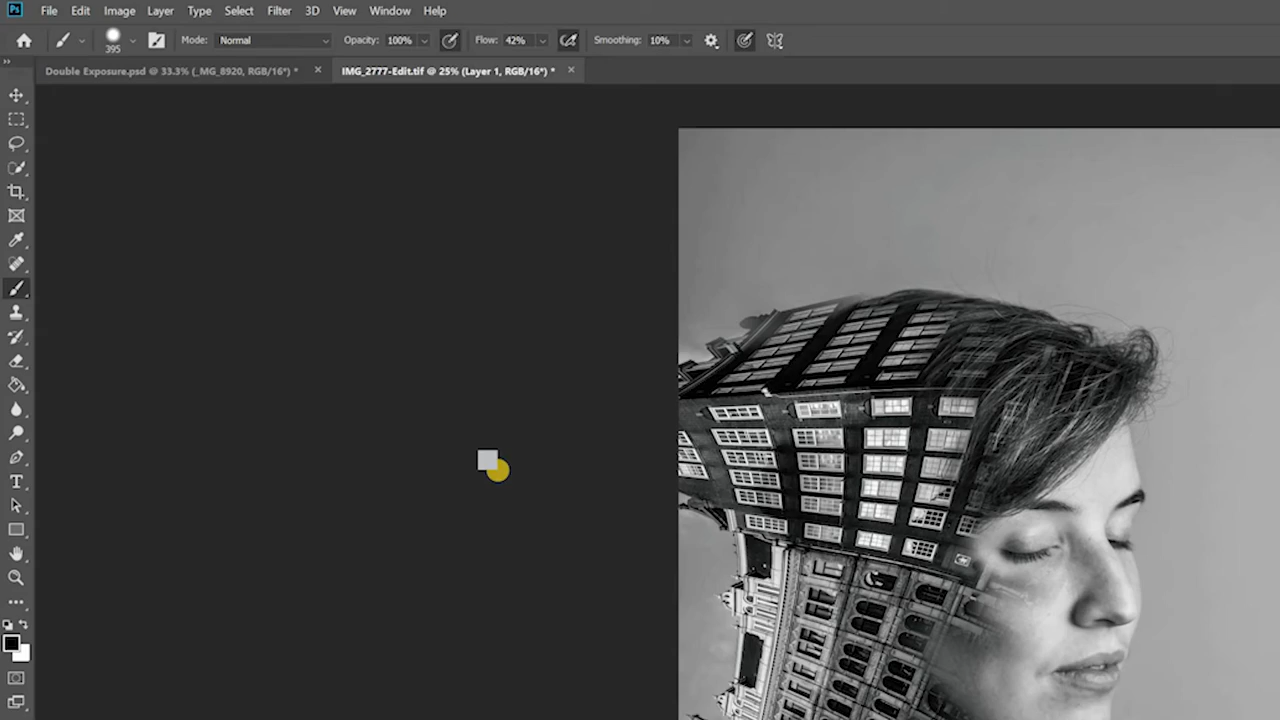 Ps File Edit Image Layer Type Select Filter 3D View Window Help
395 Mode: Normal Opacity: 100% Flow: 42% Smoothing: 10%
Double Exposure.psd @ 33.3% (_MG_8920, RGB/16*) * × IMG_2777-Edit.tif @ 25% (Layer 1, RGB/16*) * ×
T